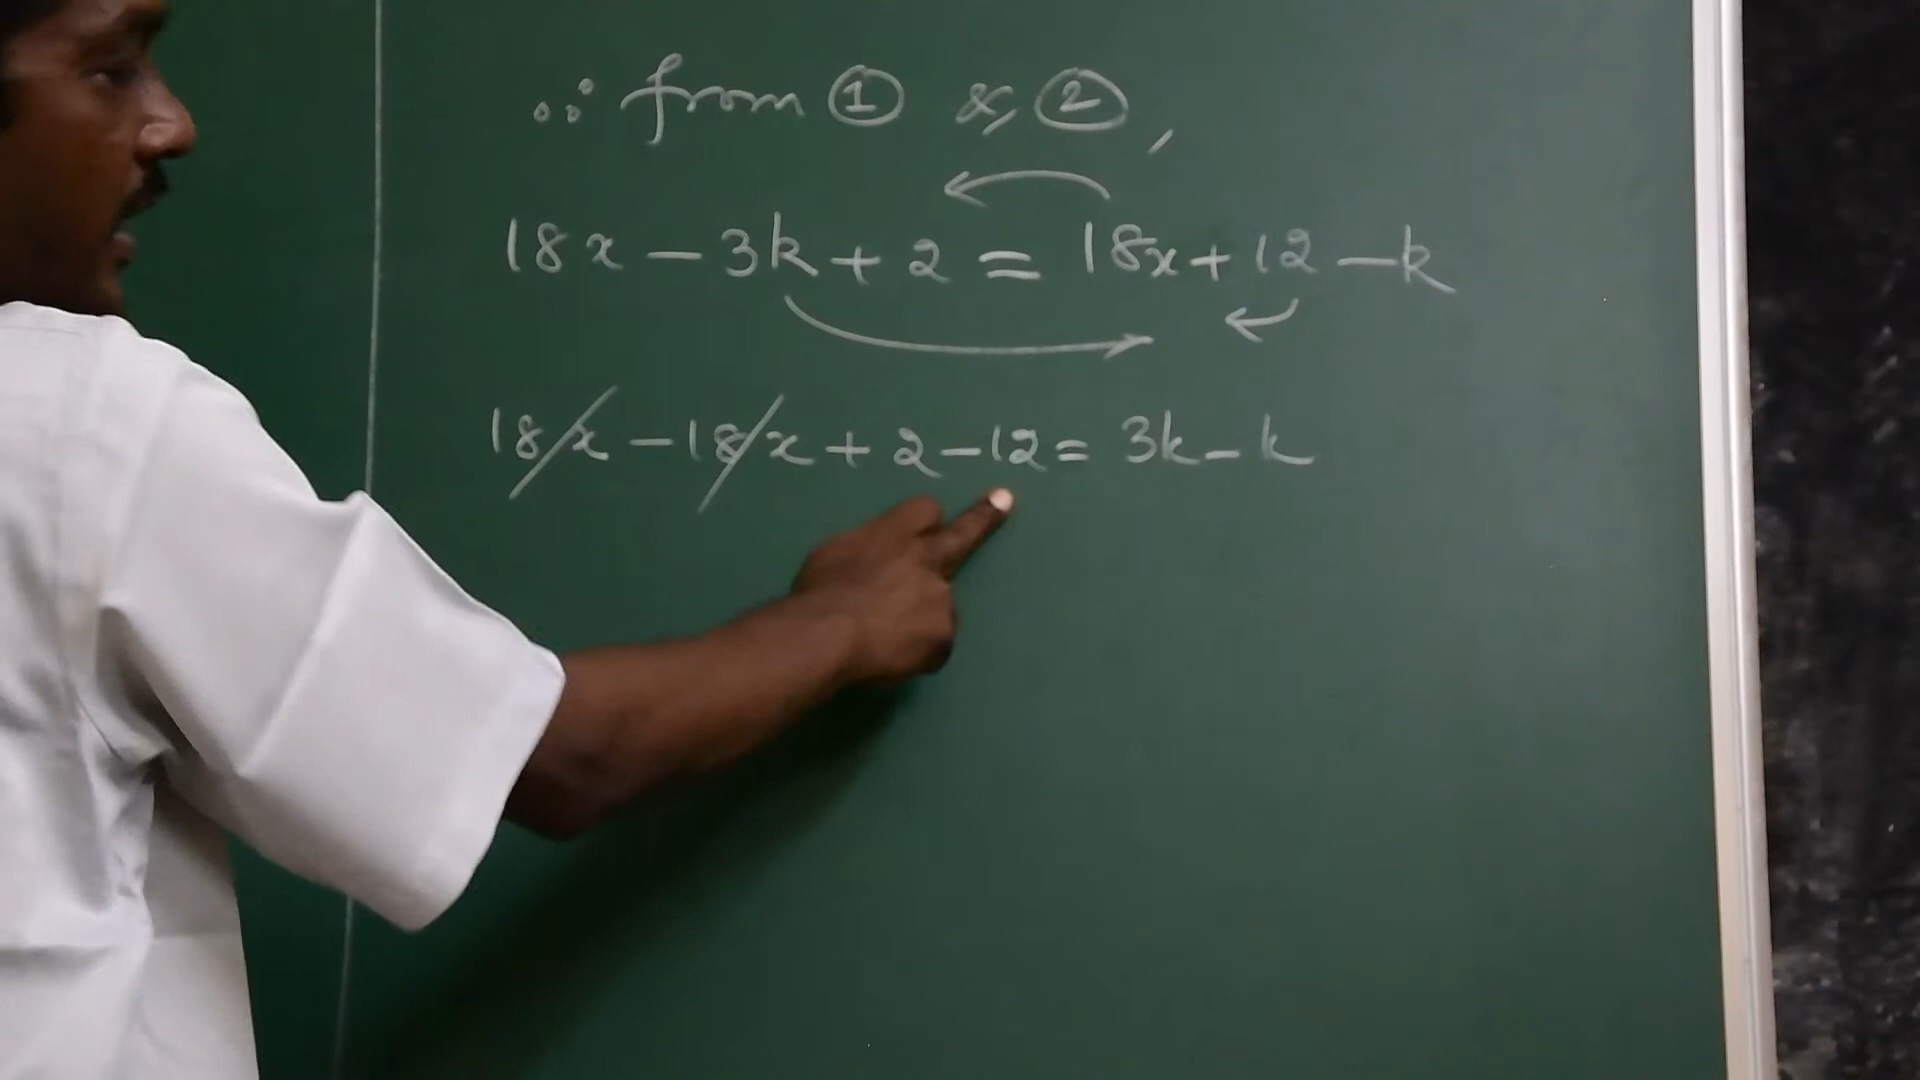 ∴ from ① & ②,
18x - 3k + 2 = 18x + 12 - k
18x - 18x + 2 - 12 = 3k - k